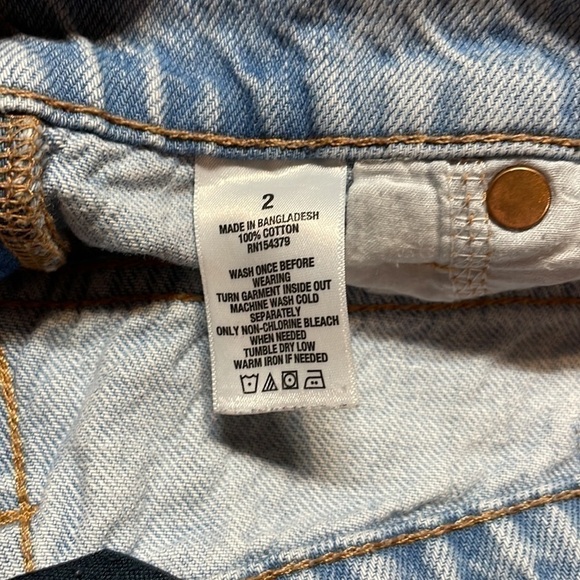 2
MADE IN BANGLADESH
100% COTTON
RN154379
WASH ONCE BEFORE
WEARING
TURN GARMENT INSIDE OUT
MACHINE WASH COLD
SEPARATELY
ONLY NON-CHLORINE BLEACH
WHEN NEEDED
TUMBLE DRY LOW
WARM IRON IF NEEDED